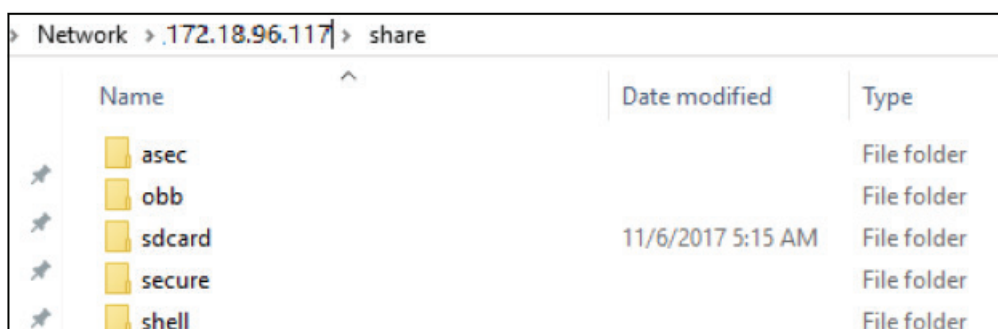 Network > 172.18.96.117 > share
Name Date modified Type
asec File folder
obb File folder
sdcard 11/6/2017 5:15 AM File folder
secure File folder
shell File folder